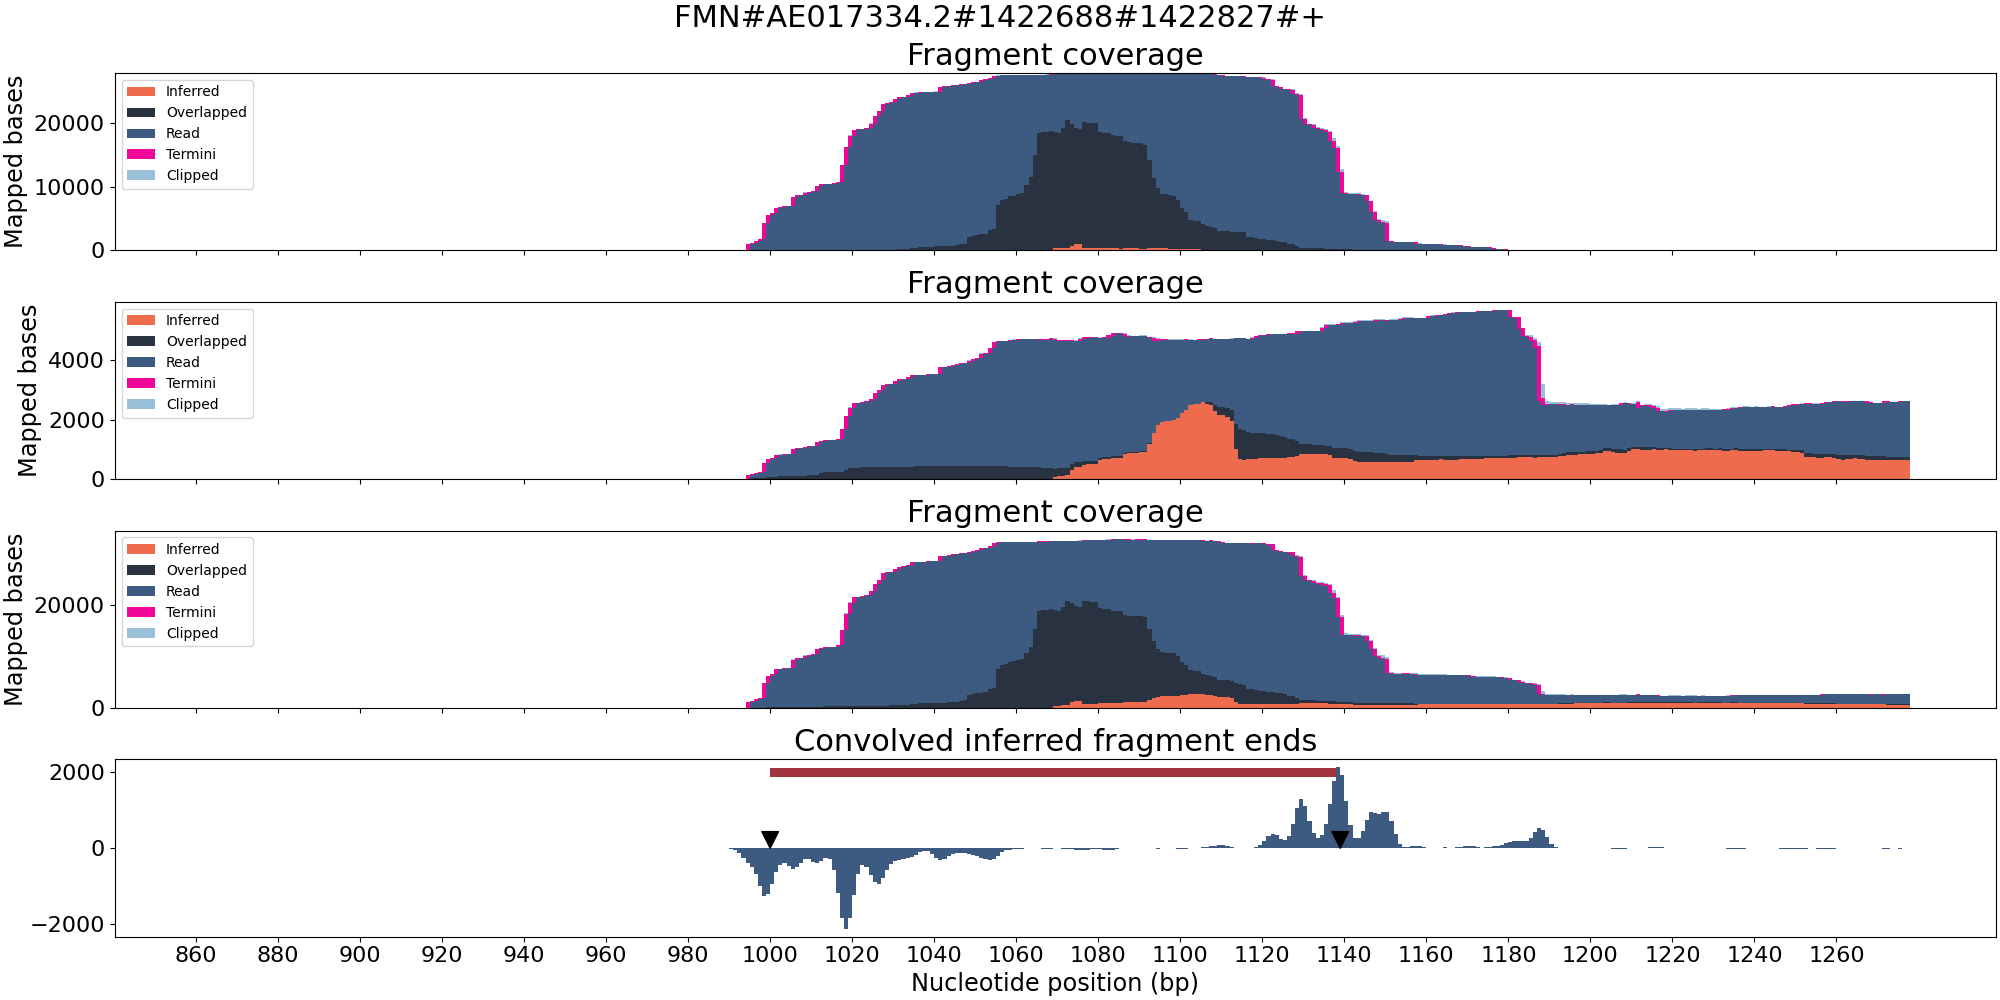 FMN#AE017334.2#1422688#1422827#+
Fragment coverage
Mapped bases
20000
10000
0
Inferred
Overlapped
Read
Termini
Clipped
Fragment coverage
Mapped bases
4000
2000
0
Inferred
Overlapped
Read
Termini
Clipped
Fragment coverage
Mapped bases
20000
0
Inferred
Overlapped
Read
Termini
Clipped
Convolved inferred fragment ends
2000
0
−2000
860 880 900 920 940 960 980 1000 1020 1040 1060 1080 1100 1120 1140 1160 1180 1200 1220 1240 1260
Nucleotide position (bp)